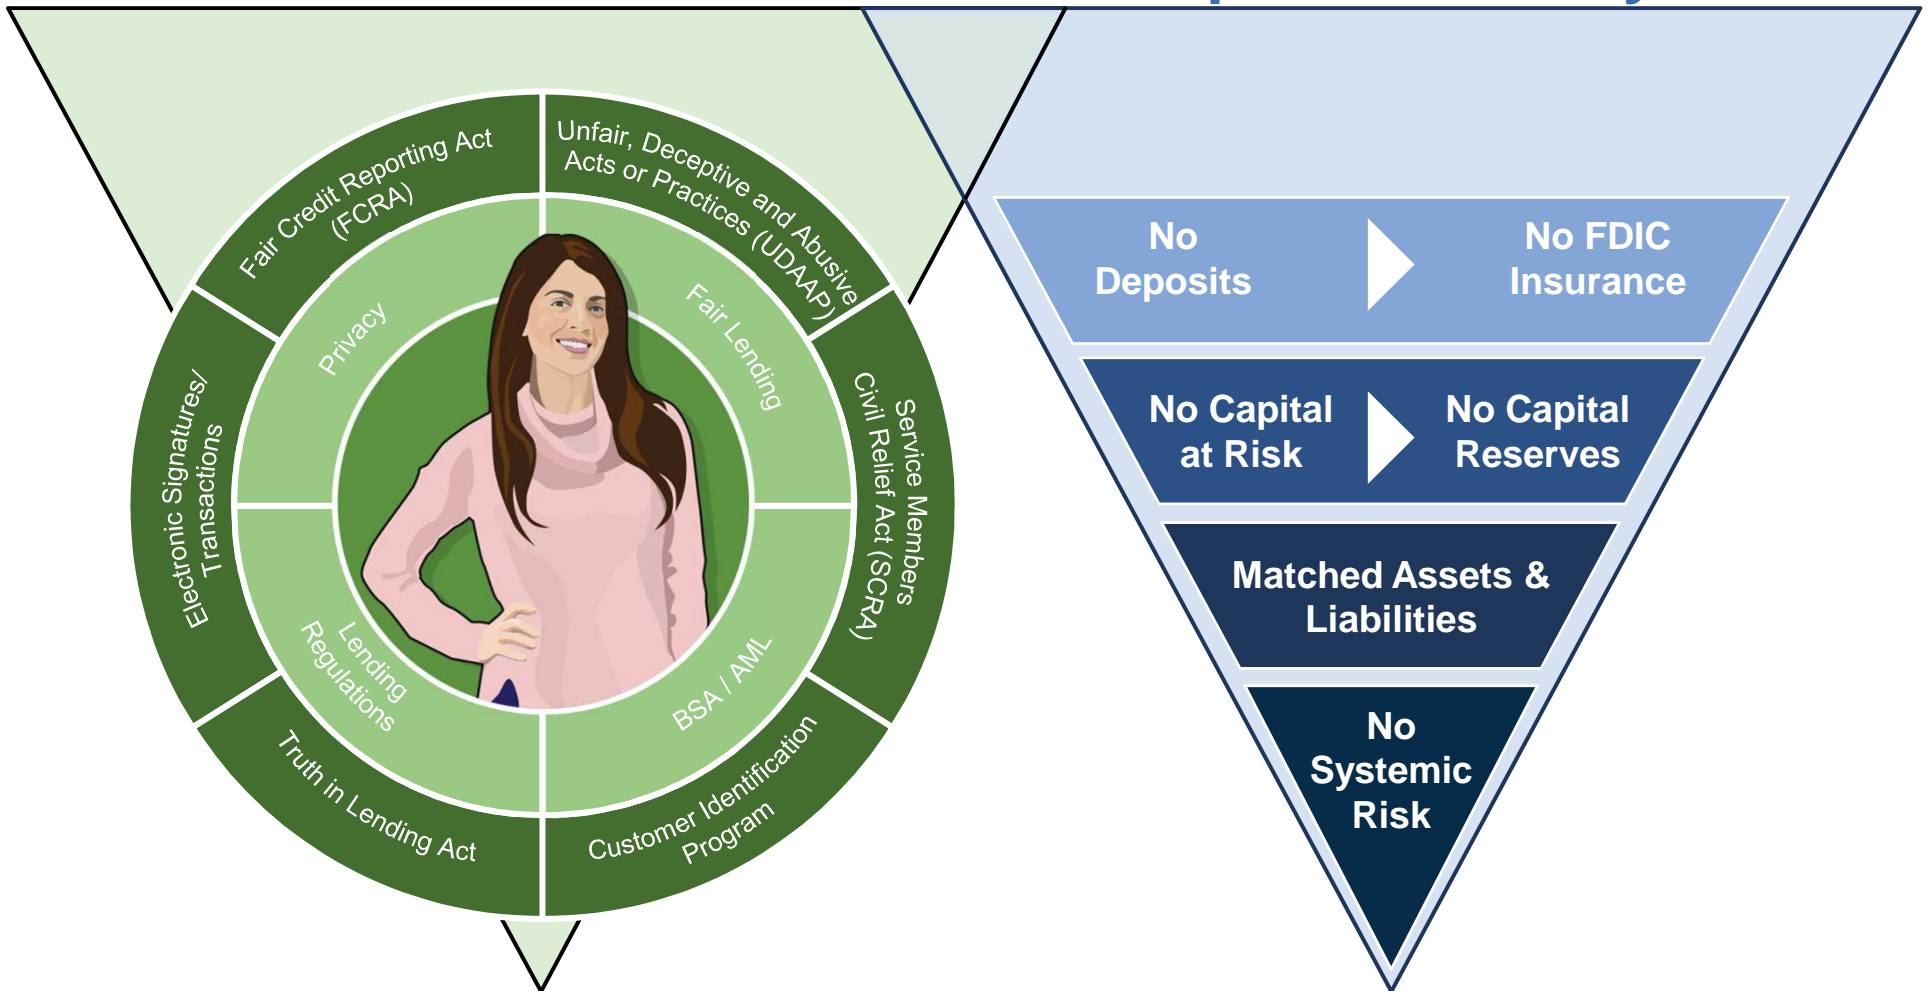 Fair Credit Reporting Act
(FCRA)
Unfair, Deceptive and Abusive
Acts or Practices (UDAAP)
Service Members
Civil Relief Act (SCRA)
Customer Identification
Program
Truth in Lending Act
Electronic Signatures/
Transactions
Privacy
Fair Lending
BSA / AML
Lending
Regulations
No
Deposits
No FDIC
Insurance
No Capital
at Risk
No Capital
Reserves
Matched Assets &
Liabilities
No
Systemic
Risk